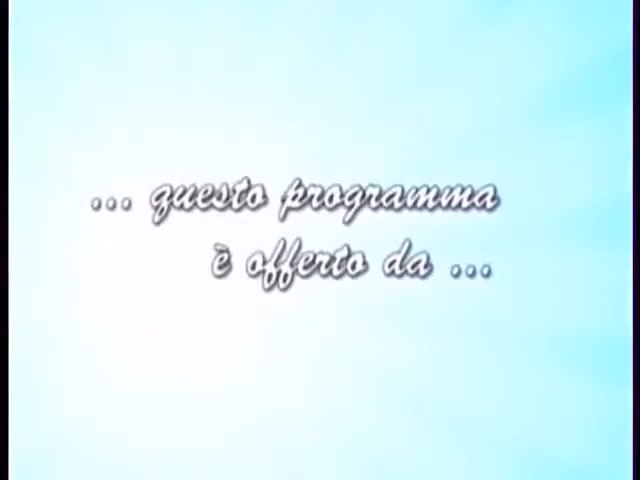 ... questo programma
è offerto da ...